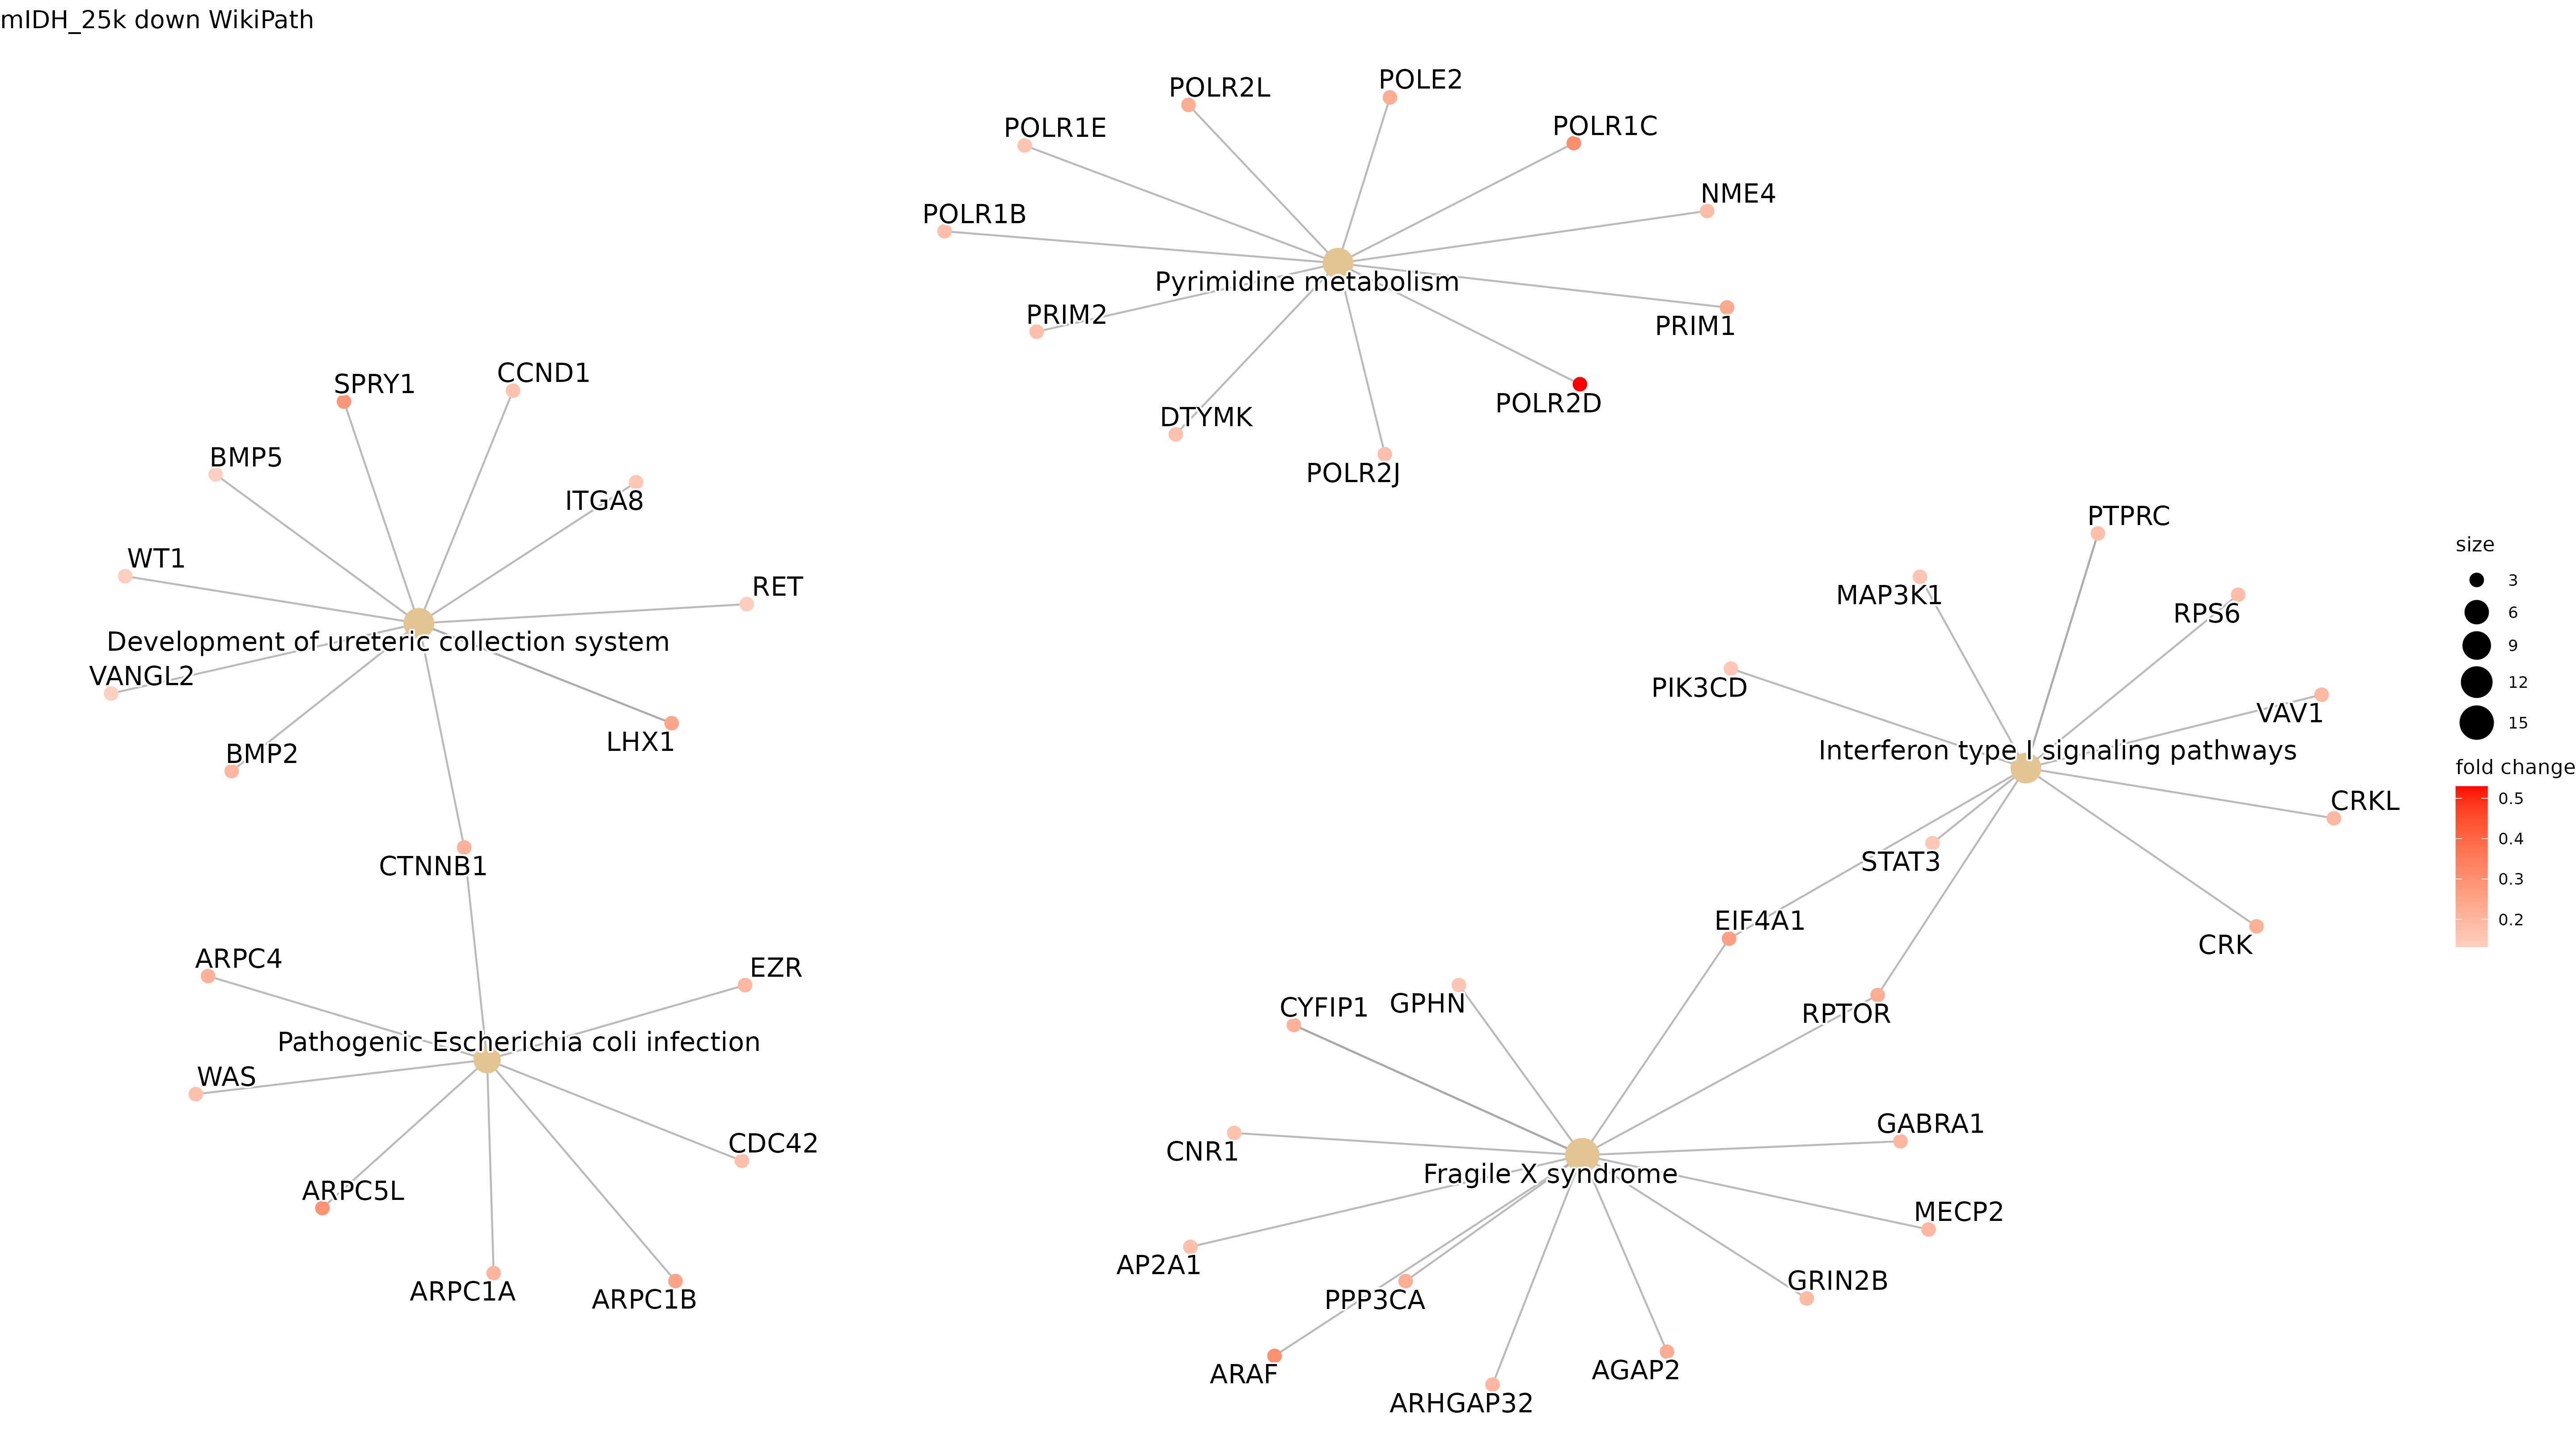 mIDH_25k down WikiPath
POLR2L
POLE2
POLR1E
POLR1C
NME4
POLR1B
Pyrimidine metabolism
PRIM2
PRIM1
POLR2D
DTYMK
POLR2J
SPRY1
CCND1
BMP5
ITGA8
WT1
RET
Development of ureteric collection system
VANGL2
BMP2
LHX1
CTNNB1
ARPC4
EZR
Pathogenic Escherichia coli infection
WAS
CDC42
ARPC5L
ARPC1A
ARPC1B
PTPRC
MAP3K1
RPS6
PIK3CD
VAV1
Interferon type I signaling pathways
CRKL
STAT3
EIF4A1
CRK
CYFIP1
GPHN
RPTOR
CNR1
GABRA1
Fragile X syndrome
MECP2
AP2A1
GRIN2B
PPP3CA
ARAF
AGAP2
ARHGAP32
size
3
6
9
12
15
fold change
0.5
0.4
0.3
0.2